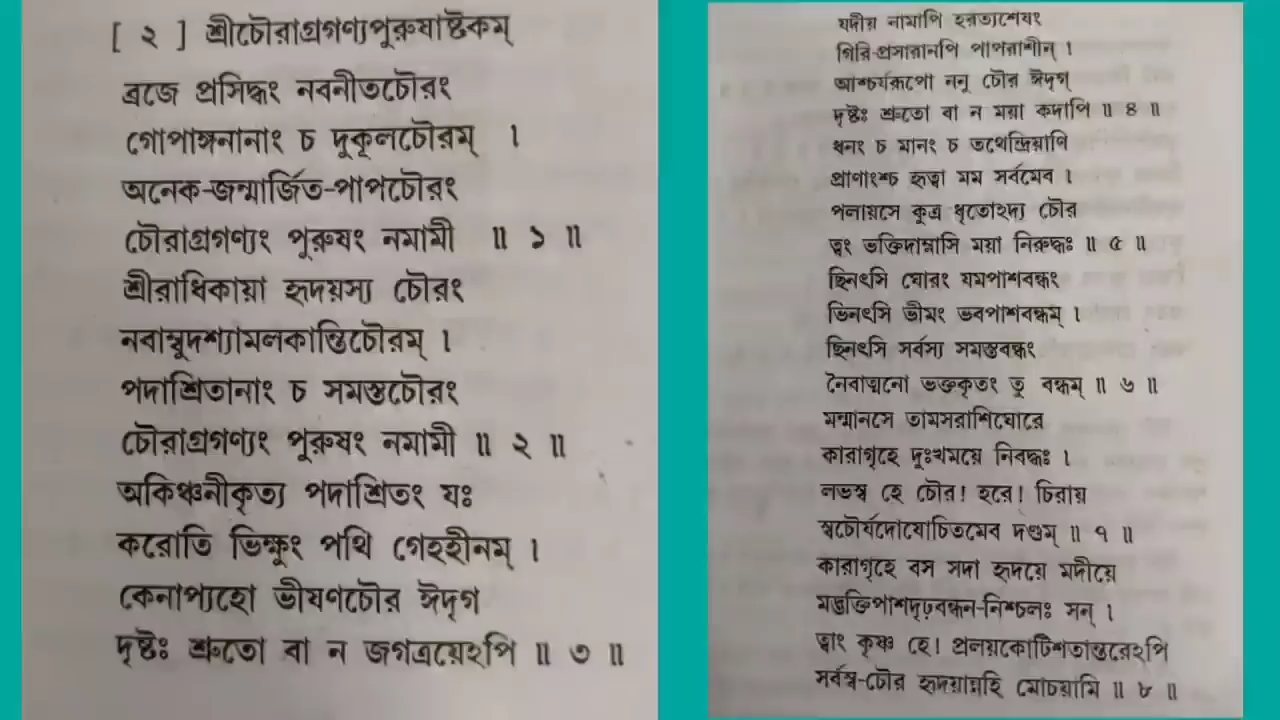 [ ২ ] শ্রীচৌরাগ্রগণ্যপুরুষাষ্টকম্
ব্রজে প্রসিদ্ধং নবনীতচৌরং
গোপাঙ্গনানাং চ দুকূলচৌরম্ ।
অনেক-জন্মার্জিত-পাপচৌরং
চৌরাগ্রগণ্যং পুরুষং নমামী ॥ ১ ॥
শ্রীরাধিকায়া হৃদয়স্য চৌরং
নবাম্বুদশ্যামলকান্তিচৌরম্ ।
পদাশ্রিতানাং চ সমস্তচৌরং
চৌরাগ্রগণ্যং পুরুষং নমামী ॥ ২ ॥
অকিঞ্চনীকৃত্য পদাশ্রিতং যঃ
করোতি ভিক্ষুং পথি গেহহীনম্ ।
কেনাপ্যহো ভীষণচৌর ঈদৃগ
দৃষ্টঃ শ্রুতো বা ন জগত্রয়েঽপি ॥ ৩ ॥
যদীয় নামাপি হরত্যশেষং
গিরি-প্রসারানপি পাপরাশীন্ ।
আশ্চর্যরূপো ননু চৌর ঈদৃগ্
দৃষ্টঃ শ্রুতো বা ন ময়া কদাপি ॥ ৪ ॥
ধনং চ মানং চ তথেন্দ্রিয়াণি
প্রাণাংশ্চ হৃত্বা মম সর্বমেব ।
পলায়সে কুত্র ধৃতোঽদ্য চৌর
ত্বং ভক্তিদাম্নাসি ময়া নিরুদ্ধঃ ॥ ৫ ॥
ছিনৎসি ঘোরং যমপাশবন্ধং
ভিনৎসি ভীমং ভবপাশবন্ধম্ ।
ছিনৎসি সর্বস্য সমস্তবন্ধং
নৈবাত্মনো ভক্তকৃতং তু বন্ধম্ ॥ ৬ ॥
মন্মানসে তামসরাশিঘোরে
কারাগৃহে দুঃখময়ে নিবদ্ধঃ ।
লভস্ব হে চৌর! হরে! চিরায়
স্বচৌর্যদোষোচিতমেব দণ্ডম্ ॥ ৭ ॥
কারাগৃহে বস সদা হৃদয়ে মদীয়ে
মদ্ভক্তিপাশদৃঢ়বন্ধন-নিশ্চলঃ সন্ ।
ত্বাং কৃষ্ণ হে! প্রলয়কোটিশতান্তরেঽপি
সর্বস্ব-চৌর হৃদয়ান্নহি মোচয়ামি ॥ ৮ ॥